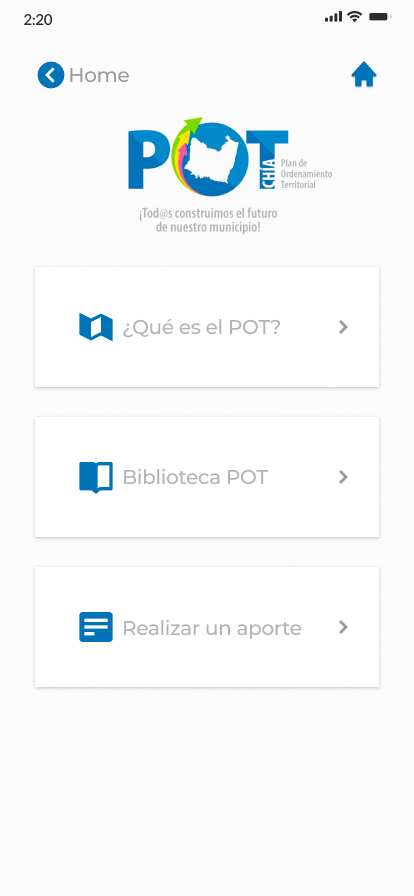 2:20
Home
POT
CHÍA
Plan de
Ordenamiento
Territorial
¡Tod@s construimos el futuro
de nuestro municipio!
¿Qué es el POT?
Biblioteca POT
Realizar un aporte